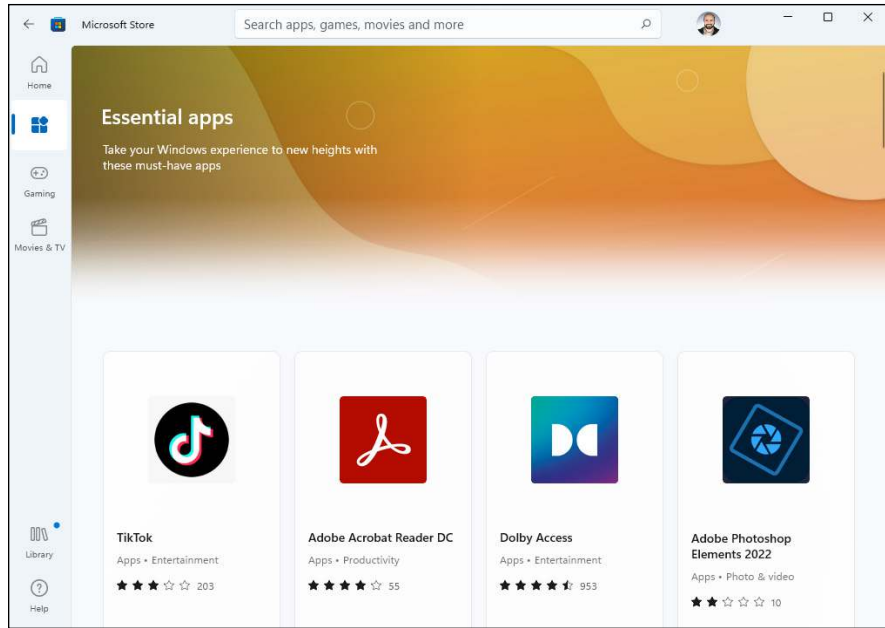 Microsoft Store
Search apps, games, movies and more
Home
Gaming
Movies & TV
Library
Help
Essential apps
Take your Windows experience to new heights with
these must-have apps
TikTok
Apps • Entertainment
203
Adobe Acrobat Reader DC
Apps • Productivity
55
Dolby Access
Apps • Entertainment
953
Adobe Photoshop
Elements 2022
Apps • Photo & video
10